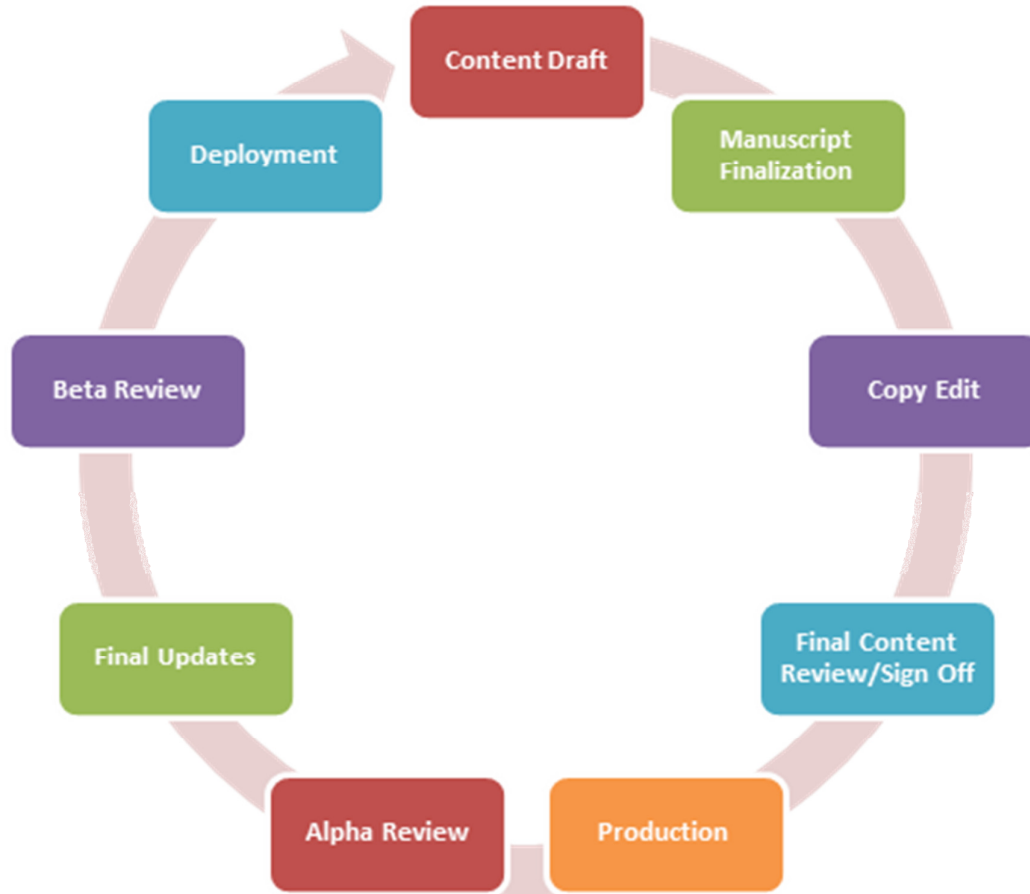 Content Draft
Manuscript
Finalization
Copy Edit
Final Content
Review/Sign Off
Production
Alpha Review
Final Updates
Beta Review
Deployment